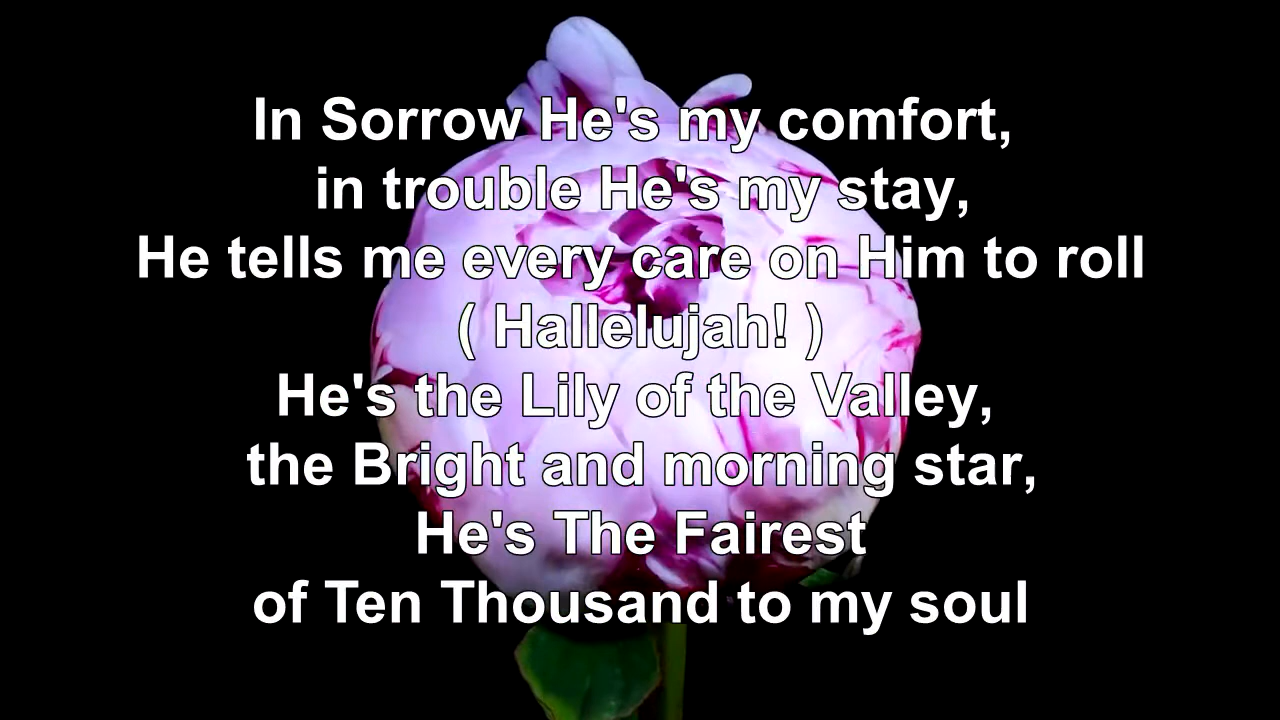 In Sorrow He's my comfort,
in trouble He's my stay,
He tells me every care on Him to roll
( Hallelujah! )
He's the Lily of the Valley,
the Bright and morning star,
He's The Fairest
of Ten Thousand to my soul